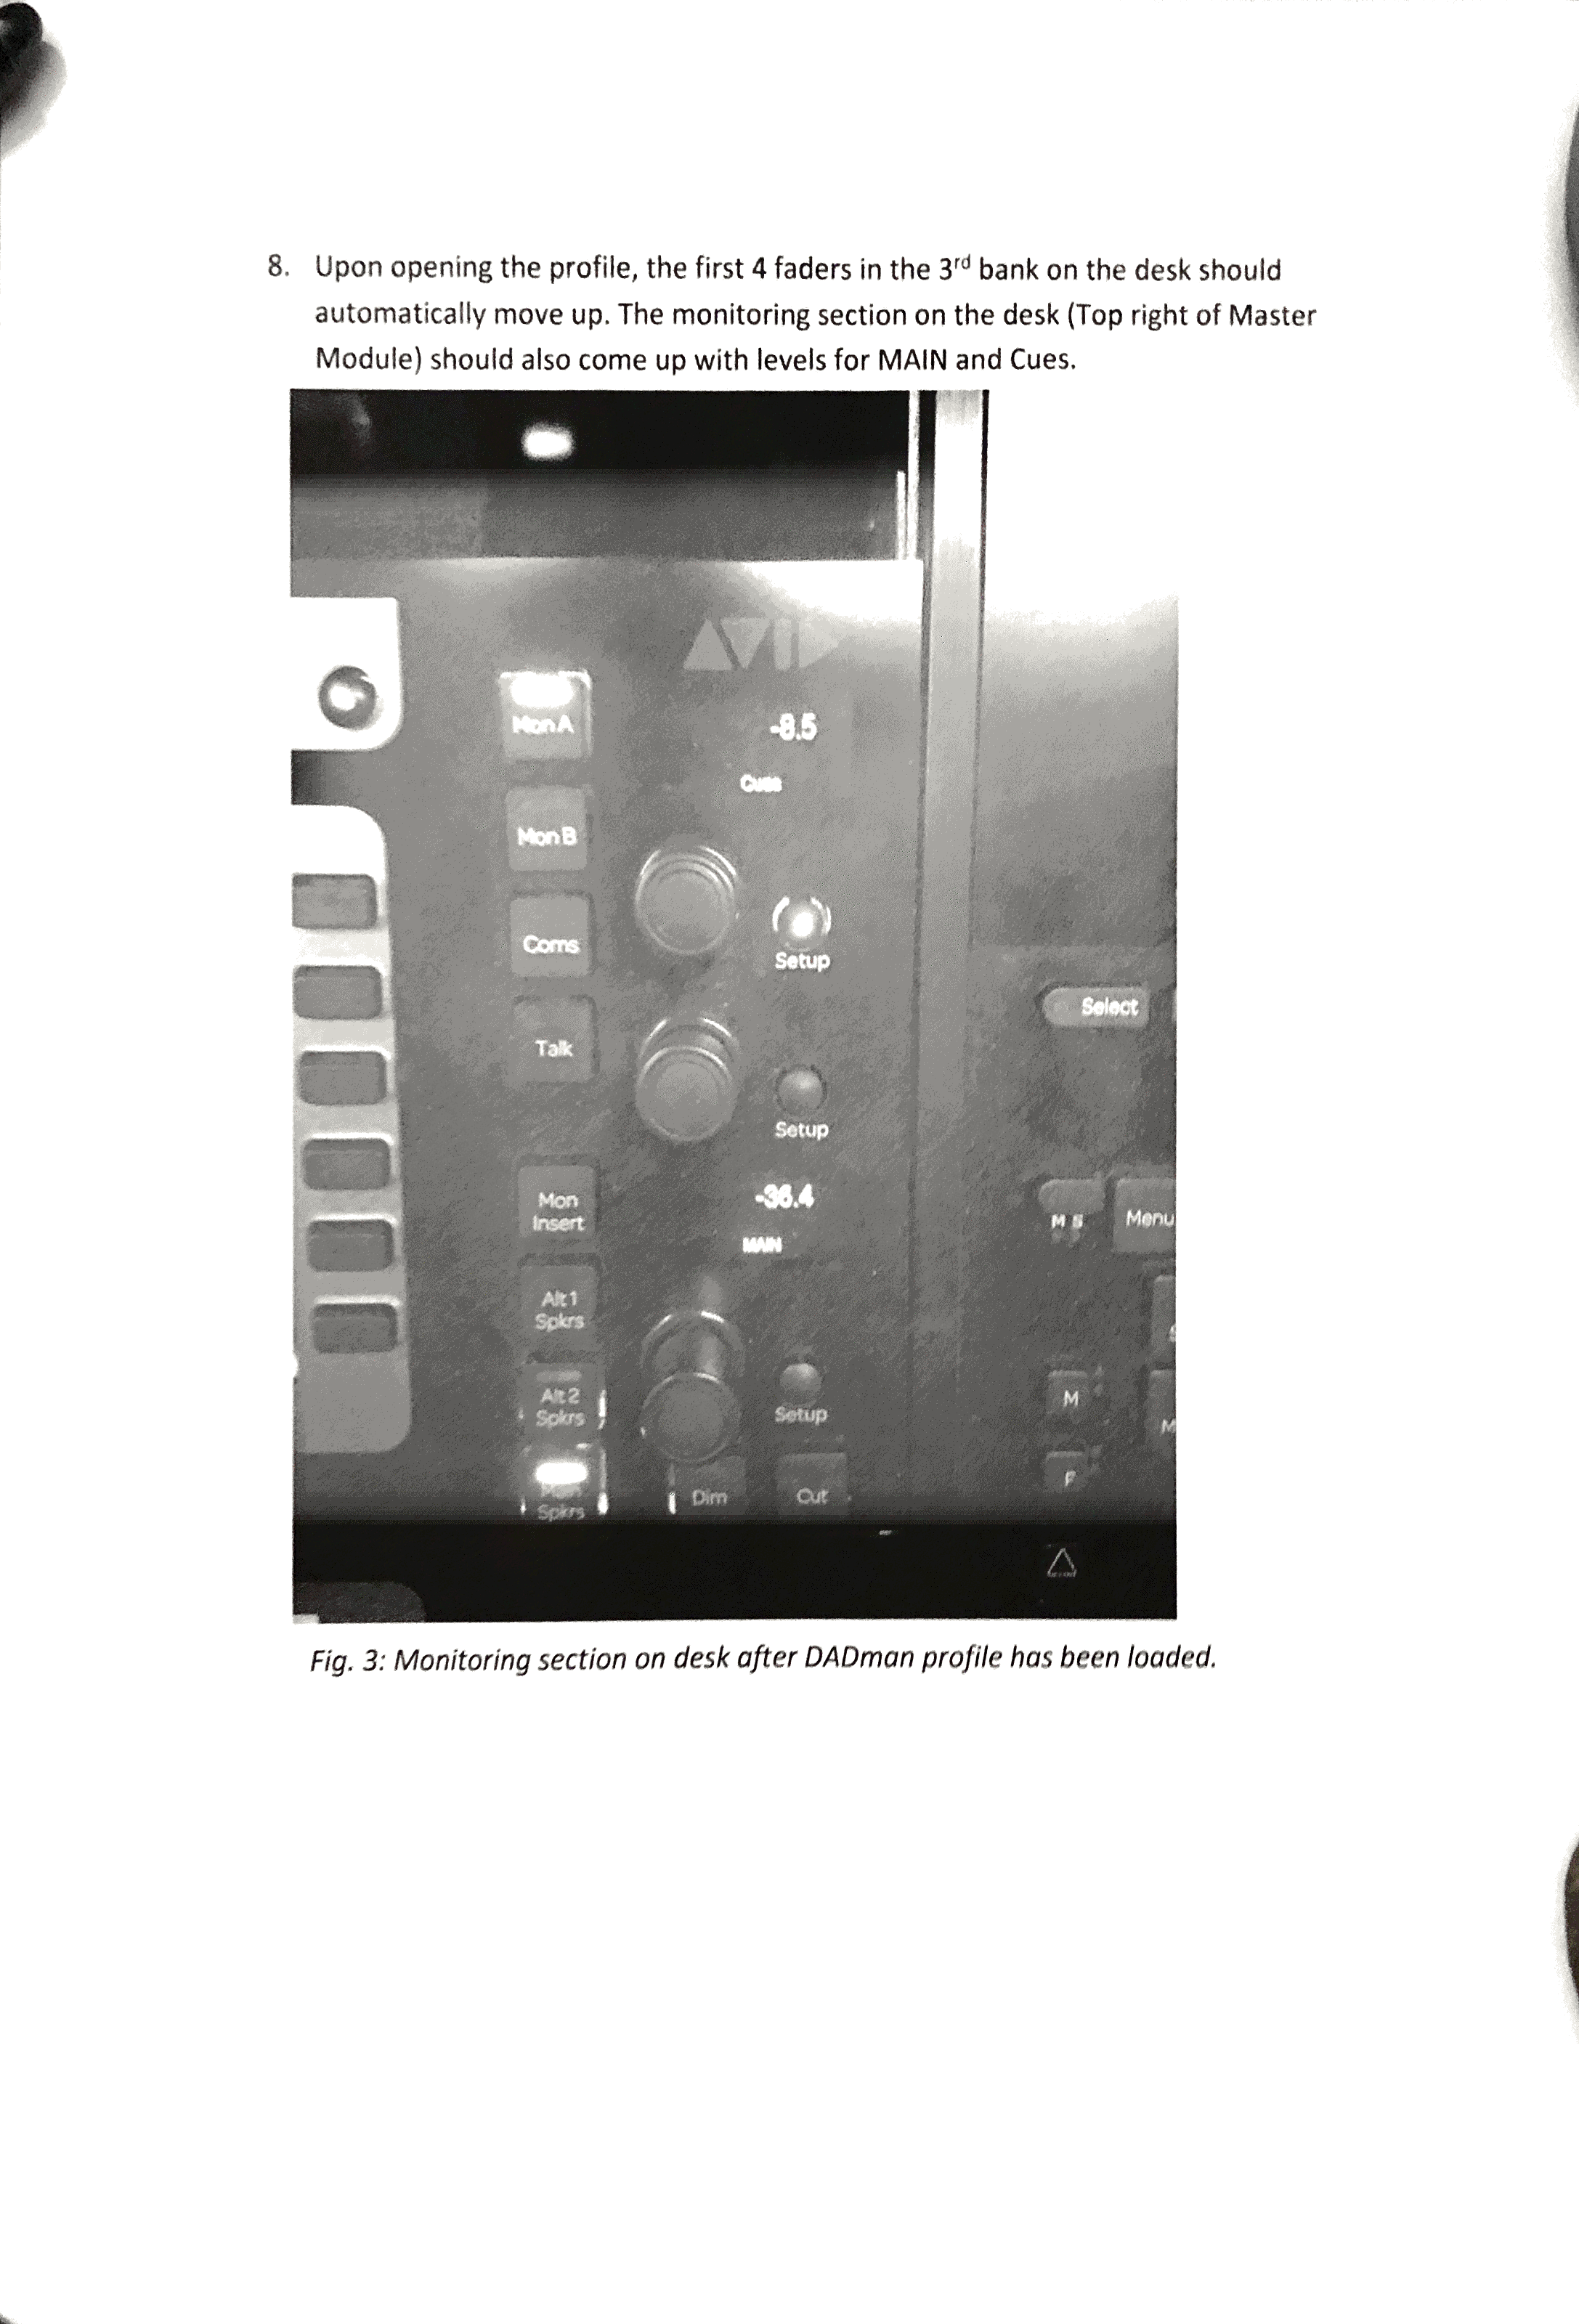 8. Upon opening the profile, the first 4 faders in the 3rd bank on the desk should
automatically move up. The monitoring section on the desk (Top right of Master
Module) should also come up with levels for MAIN and Cues.
AVID
Mon A
-8.5
Cues
Mon B
Coms
Setup
Select
Talk
Setup
Mon
Insert
-36.4
MAIN
M S
Menu
Alt 1
Spkrs
Alt 2
Spkrs
Setup
M
M
F
Spkrs
Dim
Cut
Fig. 3: Monitoring section on desk after DADman profile has been loaded.